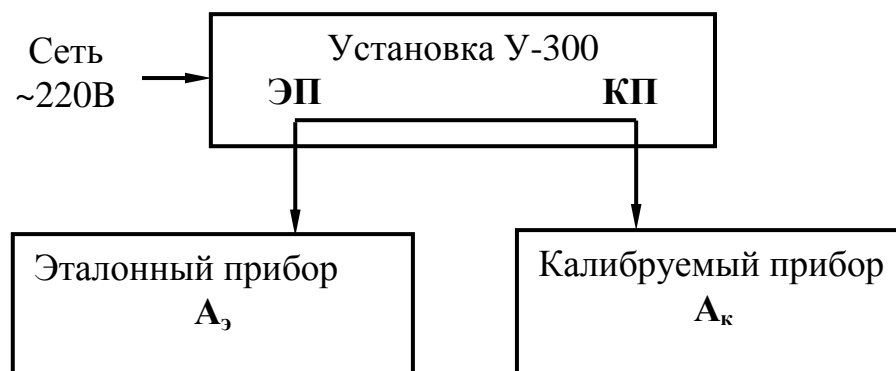 Сеть
~220В
Установка У-300
ЭП КП
Эталонный прибор
Аэ
Калибруемый прибор
Ак